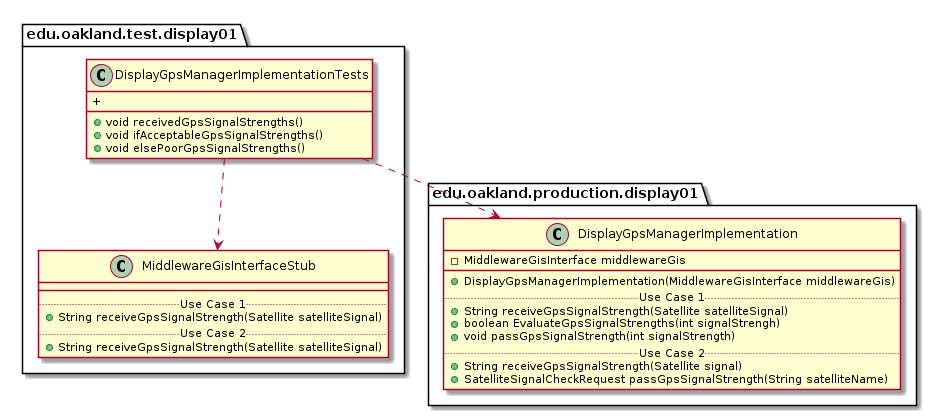 edu.oakland.test.display01
C DisplayGpsManagerImplementationTests
+
void receivedGpsSignalStrengths()
void ifAcceptableGpsSignalStrengths()
void elsePoorGpsSignalStrengths()
edu.oakland.production.display01
C MiddlewareGisInterfaceStub
Use Case 1
String receiveGpsSignalStrength(Satellite satelliteSignal)
Use Case 2
String receiveGpsSignalStrength(Satellite satelliteSignal)
C DisplayGpsManagerImplementation
MiddlewareGisInterface middlewareGis
DisplayGpsManagerImplementation(MiddlewareGisInterface middlewareGis)
Use Case 1
String receiveGpsSignalStrength(Satellite satelliteSignal)
boolean EvaluateGpsSignalStrengths(int signalStrengh)
void passGpsSignalStrength(int signalStrength)
Use Case 2
String receiveGpsSignalStrength(Satellite signal)
SatelliteSignalCheckRequest passGpsSignalStrength(String satelliteName)